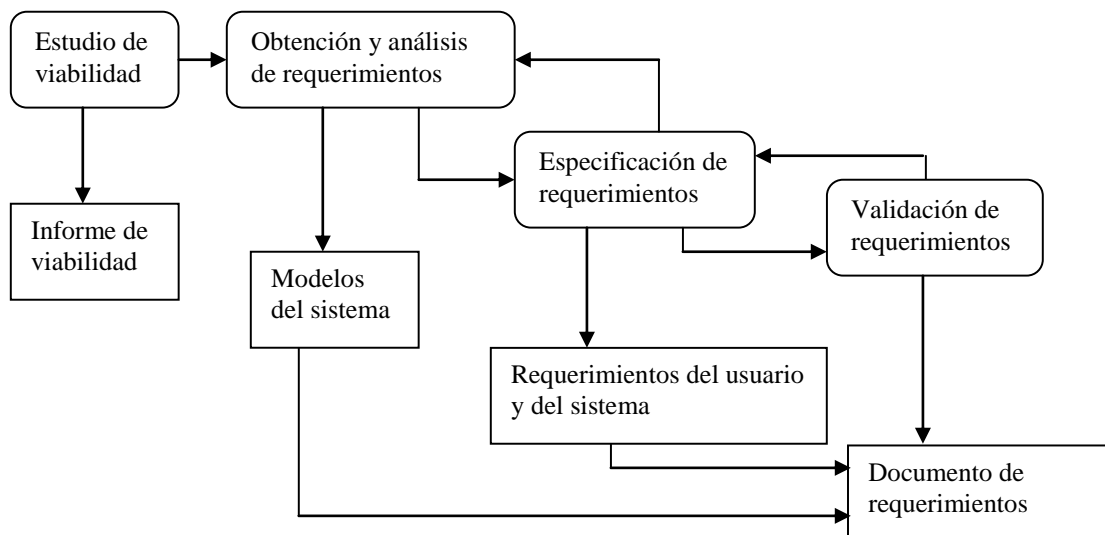 Estudio de
viabilidad
Obtención y análisis
de requerimientos
Especificación de
requerimientos
Validación de
requerimientos
Informe de
viabilidad
Modelos
del sistema
Requerimientos del usuario
y del sistema
Documento de
requerimientos